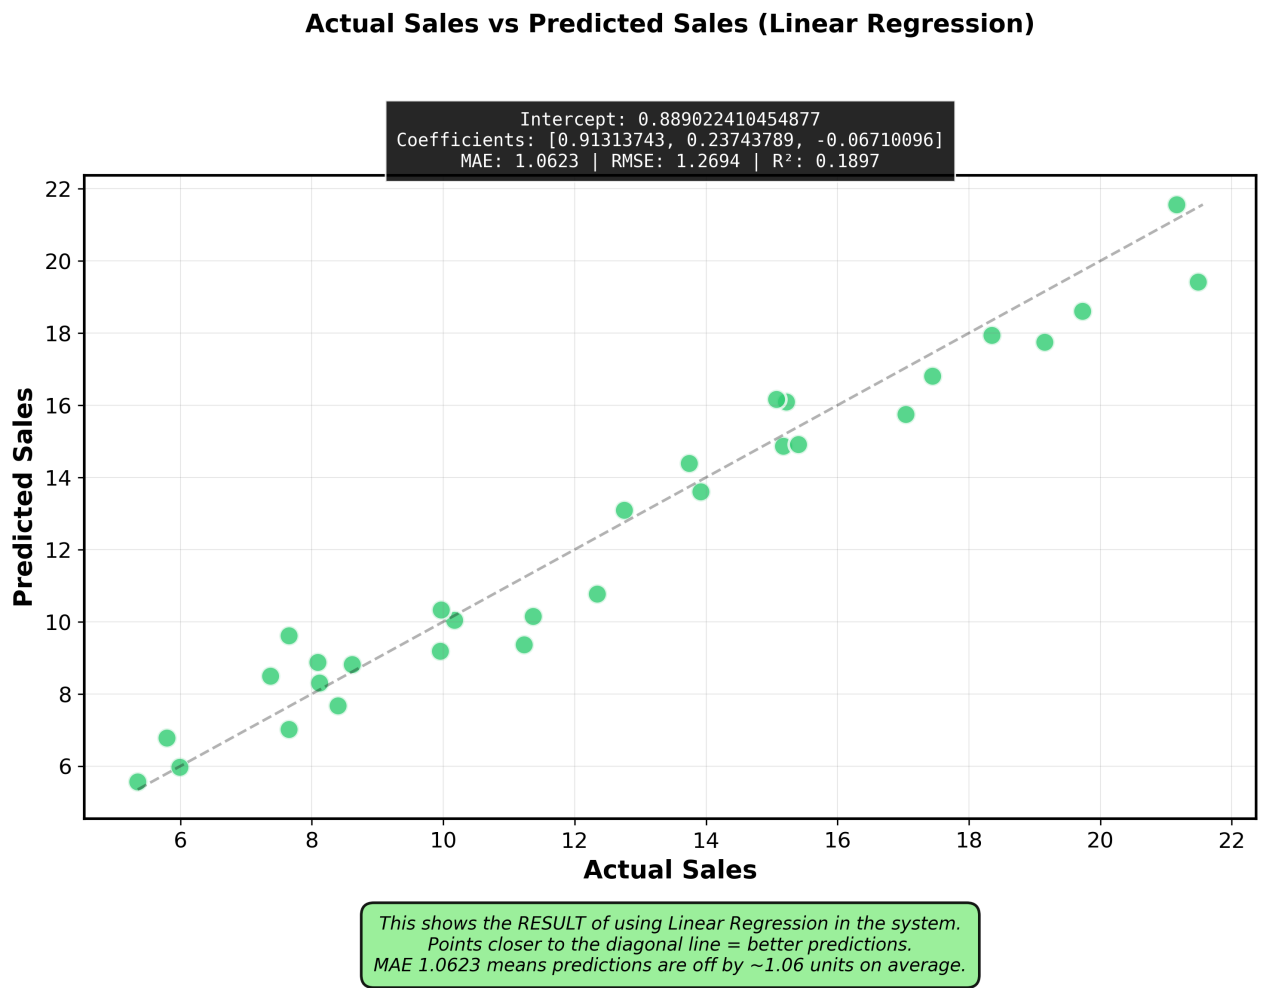 Actual Sales vs Predicted Sales (Linear Regression)
Intercept: 0.889022410454877
Coefficients: [0.91313743, 0.23743789, -0.06710096]
MAE: 1.0623 | RMSE: 1.2694 | R²: 0.1897
22
20
18
16
14
12
10
8
6
Predicted Sales
6 8 10 12 14 16 18 20 22
Actual Sales
This shows the RESULT of using Linear Regression in the system.
Points closer to the diagonal line = better predictions.
MAE 1.0623 means predictions are off by ~1.06 units on average.